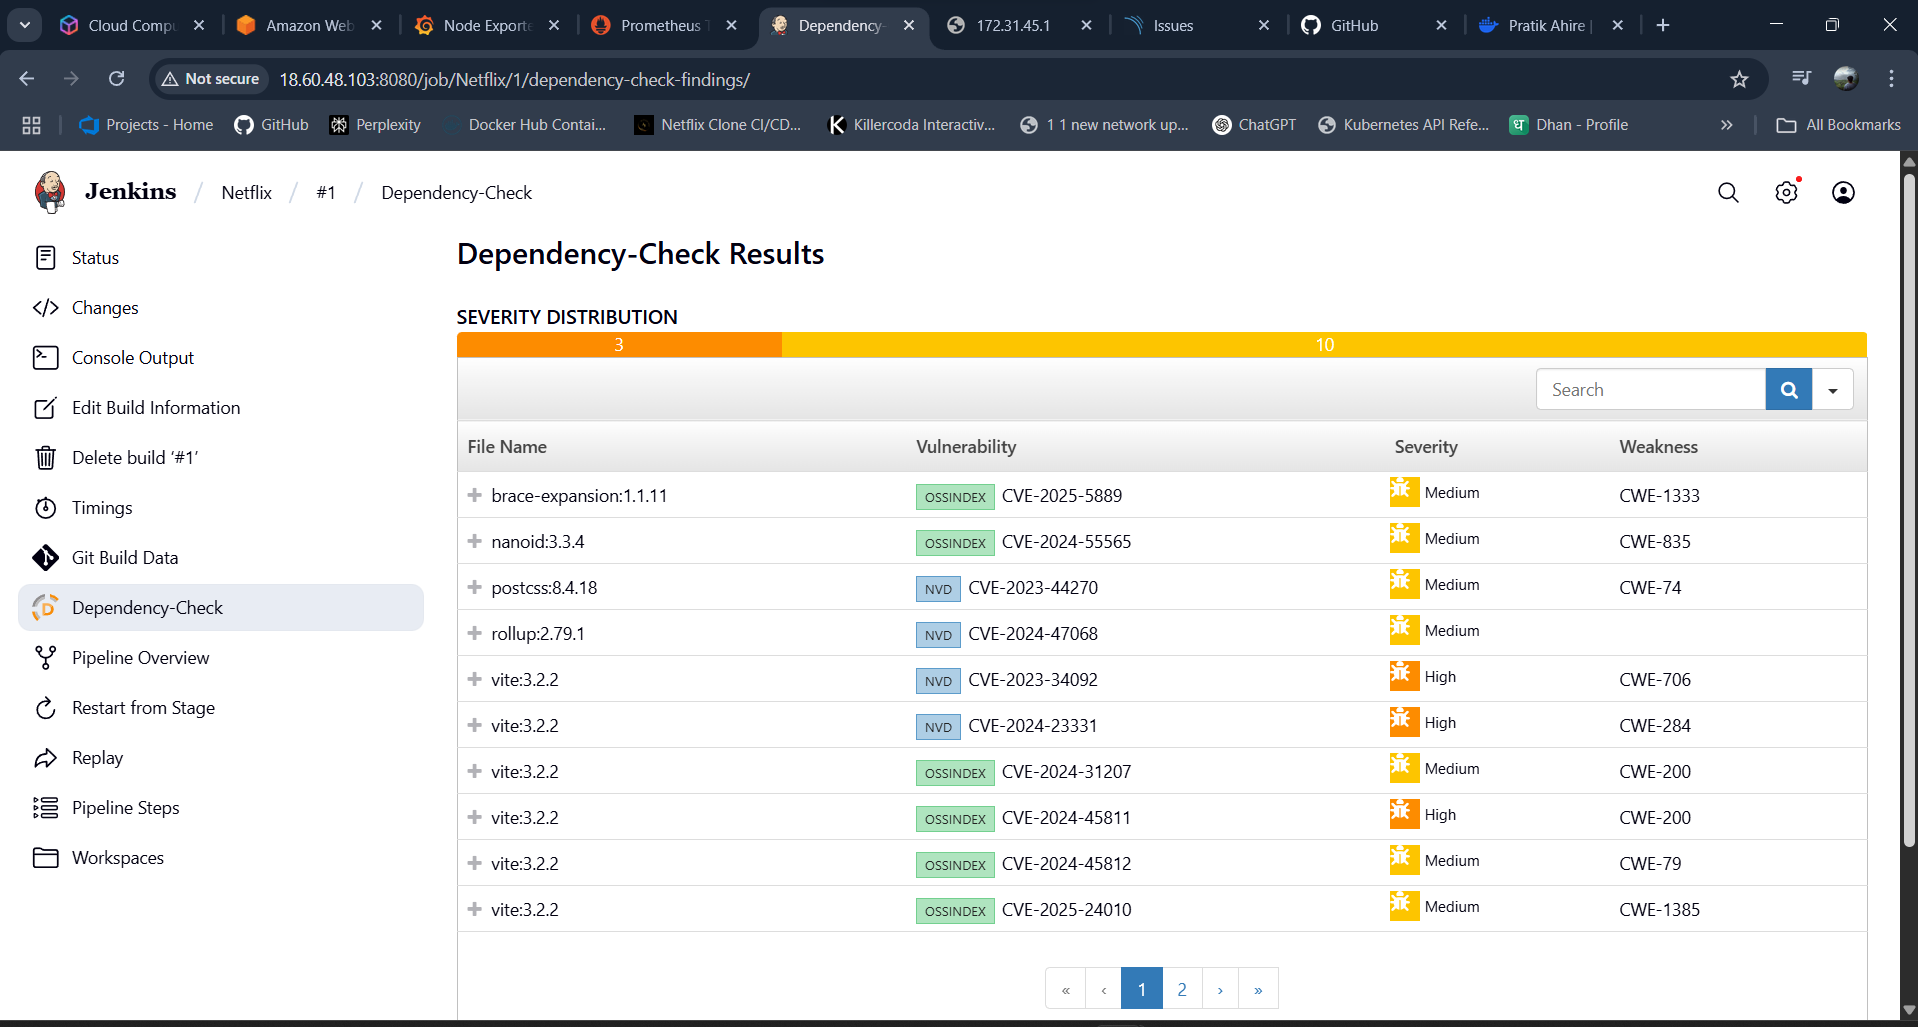 Cloud Compu
Amazon Web
Node Exporte
Prometheus T
Dependency-
172.31.45.1
Issues
GitHub
Pratik Ahire |
Not secure
18.60.48.103:8080/job/Netflix/1/dependency-check-findings/
Projects - Home
GitHub
Perplexity
Docker Hub Contai...
Netflix Clone CI/CD...
Killercoda Interactiv...
1 1 new network up...
ChatGPT
Kubernetes API Refe...
Dhan - Profile
»
All Bookmarks
Jenkins / Netflix / #1 / Dependency-Check
Status
Changes
Console Output
Edit Build Information
Delete build ‘#1’
Timings
Git Build Data
Dependency-Check
Pipeline Overview
Restart from Stage
Replay
Pipeline Steps
Workspaces
Dependency-Check Results
SEVERITY DISTRIBUTION
3 10
Search
File Name Vulnerability Severity Weakness
brace-expansion:1.1.11 OSSINDEX CVE-2025-5889 Medium CWE-1333
nanoid:3.3.4 OSSINDEX CVE-2024-55565 Medium CWE-835
postcss:8.4.18 NVD CVE-2023-44270 Medium CWE-74
rollup:2.79.1 NVD CVE-2024-47068 Medium
vite:3.2.2 NVD CVE-2023-34092 High CWE-706
vite:3.2.2 NVD CVE-2024-23331 High CWE-284
vite:3.2.2 OSSINDEX CVE-2024-31207 Medium CWE-200
vite:3.2.2 OSSINDEX CVE-2024-45811 High CWE-200
vite:3.2.2 OSSINDEX CVE-2024-45812 Medium CWE-79
vite:3.2.2 OSSINDEX CVE-2025-24010 Medium CWE-1385
« ‹ 1 2 › »